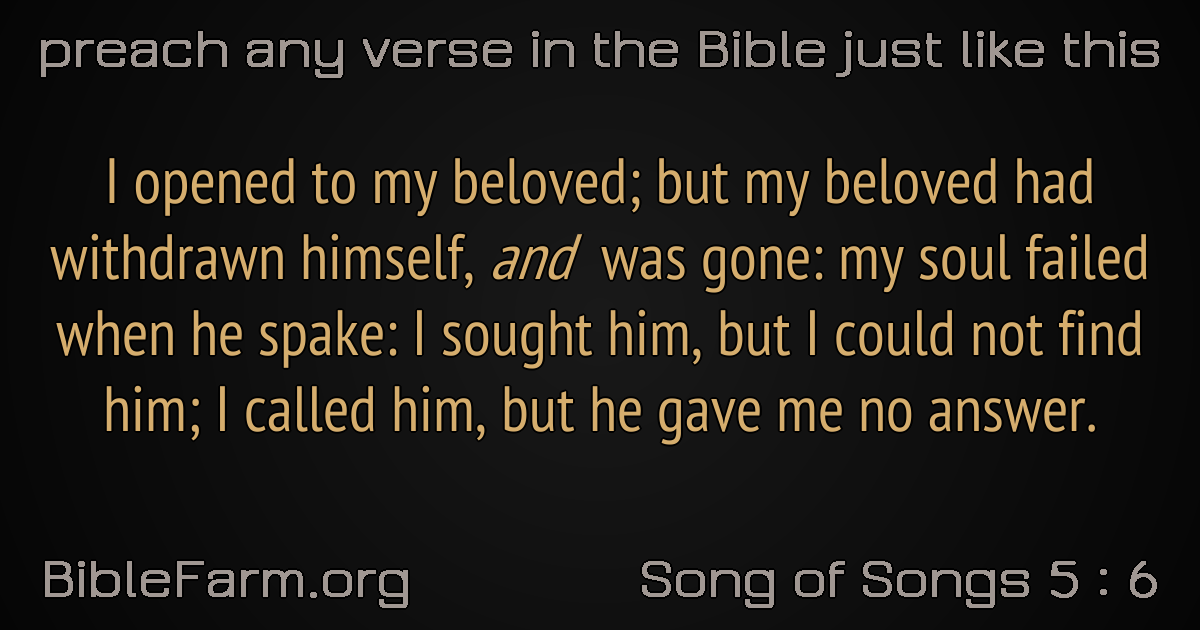 preach any verse in the Bible just like this
I opened to my beloved; but my beloved had
withdrawn himself, and was gone: my soul failed
when he spake: I sought him, but I could not find
him; I called him, but he gave me no answer.
BibleFarm.org
Song of Songs 5 : 6